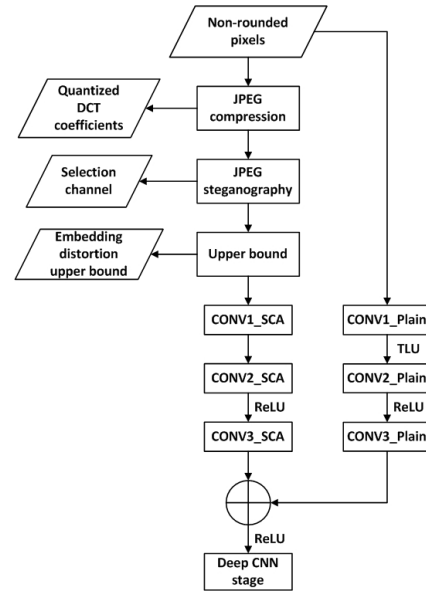 Non-rounded
pixels
Quantized
DCT
coefficients
JPEG
compression
Selection
channel
JPEG
steganography
Embedding
distortion
upper bound
Upper bound
CONV1_SCA
CONV1_Plain
TLU
CONV2_SCA
CONV2_Plain
ReLU
ReLU
CONV3_SCA
CONV3_Plain
ReLU
Deep CNN
stage